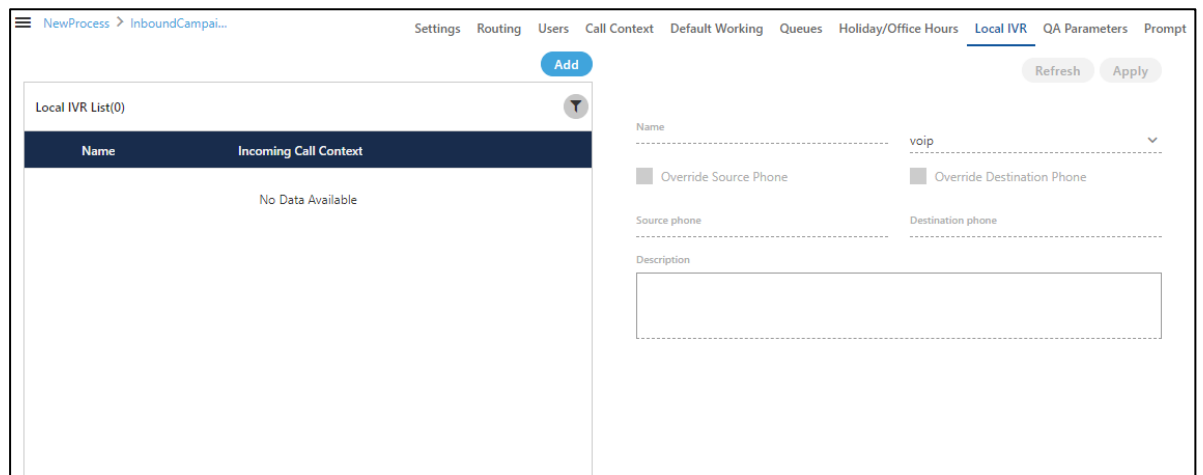 NewProcess > InboundCampai...
Settings Routing Users Call Context Default Working Queues Holiday/Office Hours Local IVR QA Parameters Prompt
Add
Refresh Apply
Local IVR List(0)
Name Incoming Call Context
No Data Available
Name
voip
Override Source Phone Override Destination Phone
Source phone Destination phone
Description